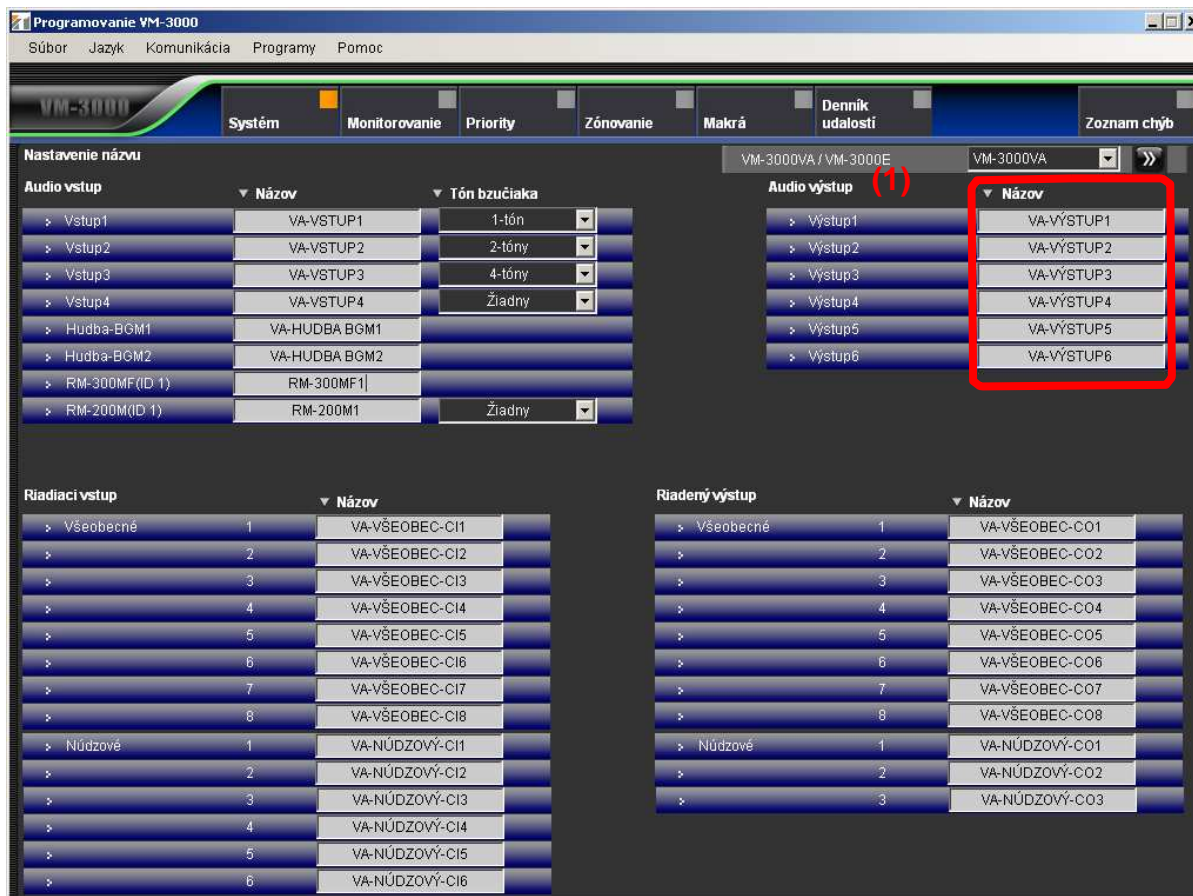 Programovanie VM-3000
Súbor Jazyk Komunikácia Programy Pomoc
VM-3000
Systém Monitorovanie Priority Zónovanie Makrá Denník udalostí Zoznam chýb
Nastavenie názvu VM-3000VA / VM-3000E VM-3000VA
Audio vstup Názov Tón bzučiaka Audio výstup (1) Názov
Vstup1 VA-VSTUP1 1-tón Výstup1 VA-VÝSTUP1
Vstup2 VA-VSTUP2 2-tóny Výstup2 VA-VÝSTUP2
Vstup3 VA-VSTUP3 4-tóny Výstup3 VA-VÝSTUP3
Vstup4 VA-VSTUP4 Žiadny Výstup4 VA-VÝSTUP4
Hudba-BGM1 VA-HUDBA BGM1 Výstup5 VA-VÝSTUP5
Hudba-BGM2 VA-HUDBA BGM2 Výstup6 VA-VÝSTUP6
RM-300MF(ID 1) RM-300MF1
RM-200M(ID 1) RM-200M1 Žiadny
Riadiaci vstup Názov Riadený výstup Názov
Všeobecné 1 VA-VŠEOBEC-CI1 Všeobecné 1 VA-VŠEOBEC-CO1
2 VA-VŠEOBEC-CI2 2 VA-VŠEOBEC-CO2
3 VA-VŠEOBEC-CI3 3 VA-VŠEOBEC-CO3
4 VA-VŠEOBEC-CI4 4 VA-VŠEOBEC-CO4
5 VA-VŠEOBEC-CI5 5 VA-VŠEOBEC-CO5
6 VA-VŠEOBEC-CI6 6 VA-VŠEOBEC-CO6
7 VA-VŠEOBEC-CI7 7 VA-VŠEOBEC-CO7
8 VA-VŠEOBEC-CI8 8 VA-VŠEOBEC-CO8
Núdzové 1 VA-NÚDZOVÝ-CI1 Núdzové 1 VA-NÚDZOVÝ-CO1
2 VA-NÚDZOVÝ-CI2 2 VA-NÚDZOVÝ-CO2
3 VA-NÚDZOVÝ-CI3 3 VA-NÚDZOVÝ-CO3
4 VA-NÚDZOVÝ-CI4
5 VA-NÚDZOVÝ-CI5
6 VA-NÚDZOVÝ-CI6